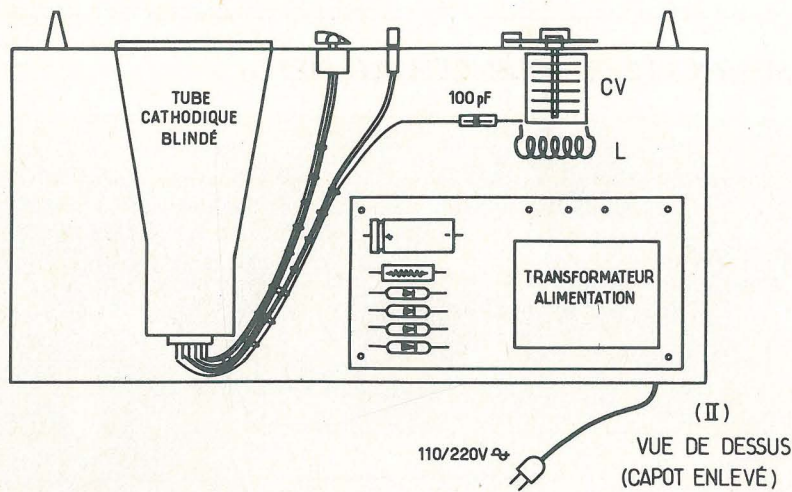 TUBE
CATHODIQUE
BLINDÉ
100 pF
CV
L
TRANSFORMATEUR
ALIMENTATION
110/220V
(II)
VUE DE DESSUS
(CAPOT ENLEVÉ)